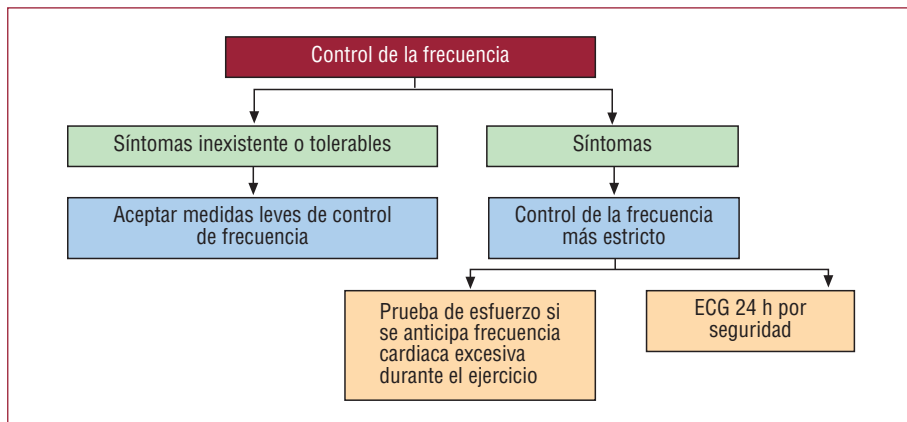 Control de la frecuencia
Síntomas inexistente o tolerables
Síntomas
Aceptar medidas leves de control
de frecuencia
Control de la frecuencia
más estricto
Prueba de esfuerzo si
se anticipa frecuencia
cardiaca excesiva
durante el ejercicio
ECG 24 h por
seguridad